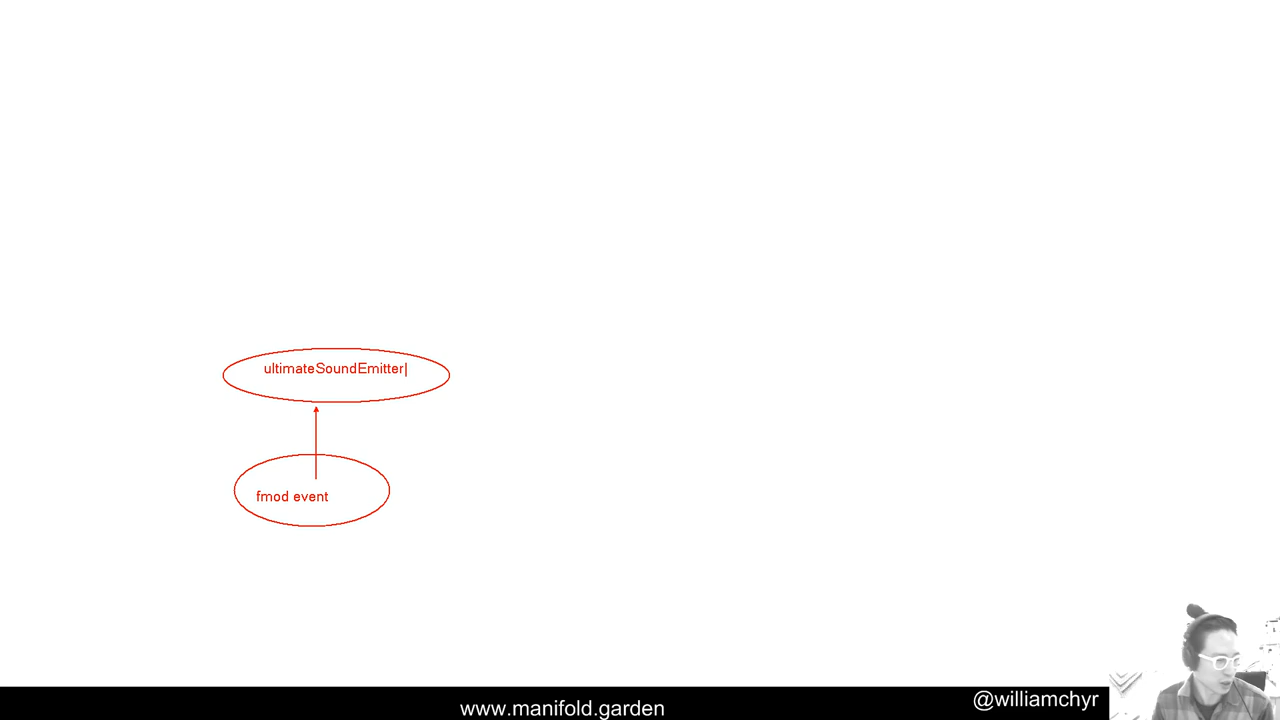 ultimateSoundEmitter
fmod event
www.manifold.garden
@williamchyr